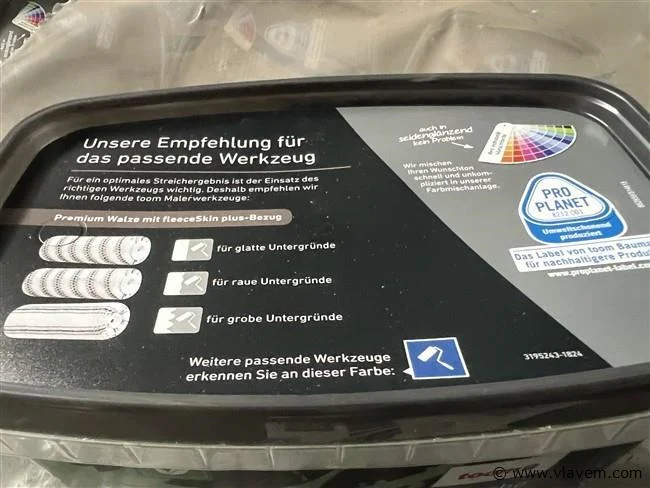 Unsere Empfehlung für
das passende Werkzeug
Für ein optimales Streichergebnis ist der Einsatz des
richtigen Werkzeugs wichtig. Deshalb empfehlen wir
Ihnen folgende toom Malerwerkzeuge:
Premium Walze mit fleeceSkin plus-Bezug
für glatte Untergründe
für raue Untergründe
für grobe Untergründe
Weitere passende Werkzeuge
erkennen Sie an dieser Farbe:
auch in
seidenglänzend
kein Problem
Wir mischen
Ihren Wunschton
schnell und unkom-
pliziert in unserer
Farbmischanlage.
PRO
PLANET
Umweltschonend
produziert
Das Label von toom Bauma
für nachhaltigere Produ
www.proplanet-label.com
3195243-1824
www.vlavem.com